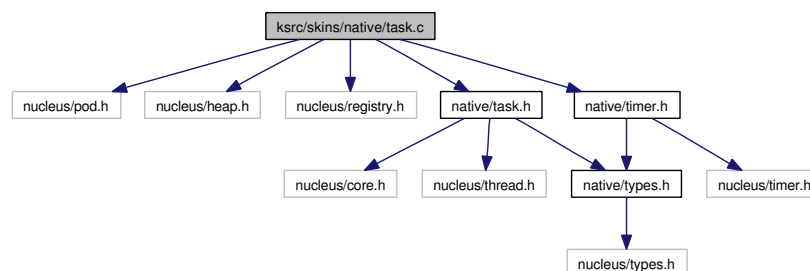 ksrc/skins/native/task.c
nucleus/pod.h
nucleus/heap.h
nucleus/registry.h
native/task.h
native/timer.h
nucleus/core.h
nucleus/thread.h
native/types.h
nucleus/timer.h
nucleus/types.h